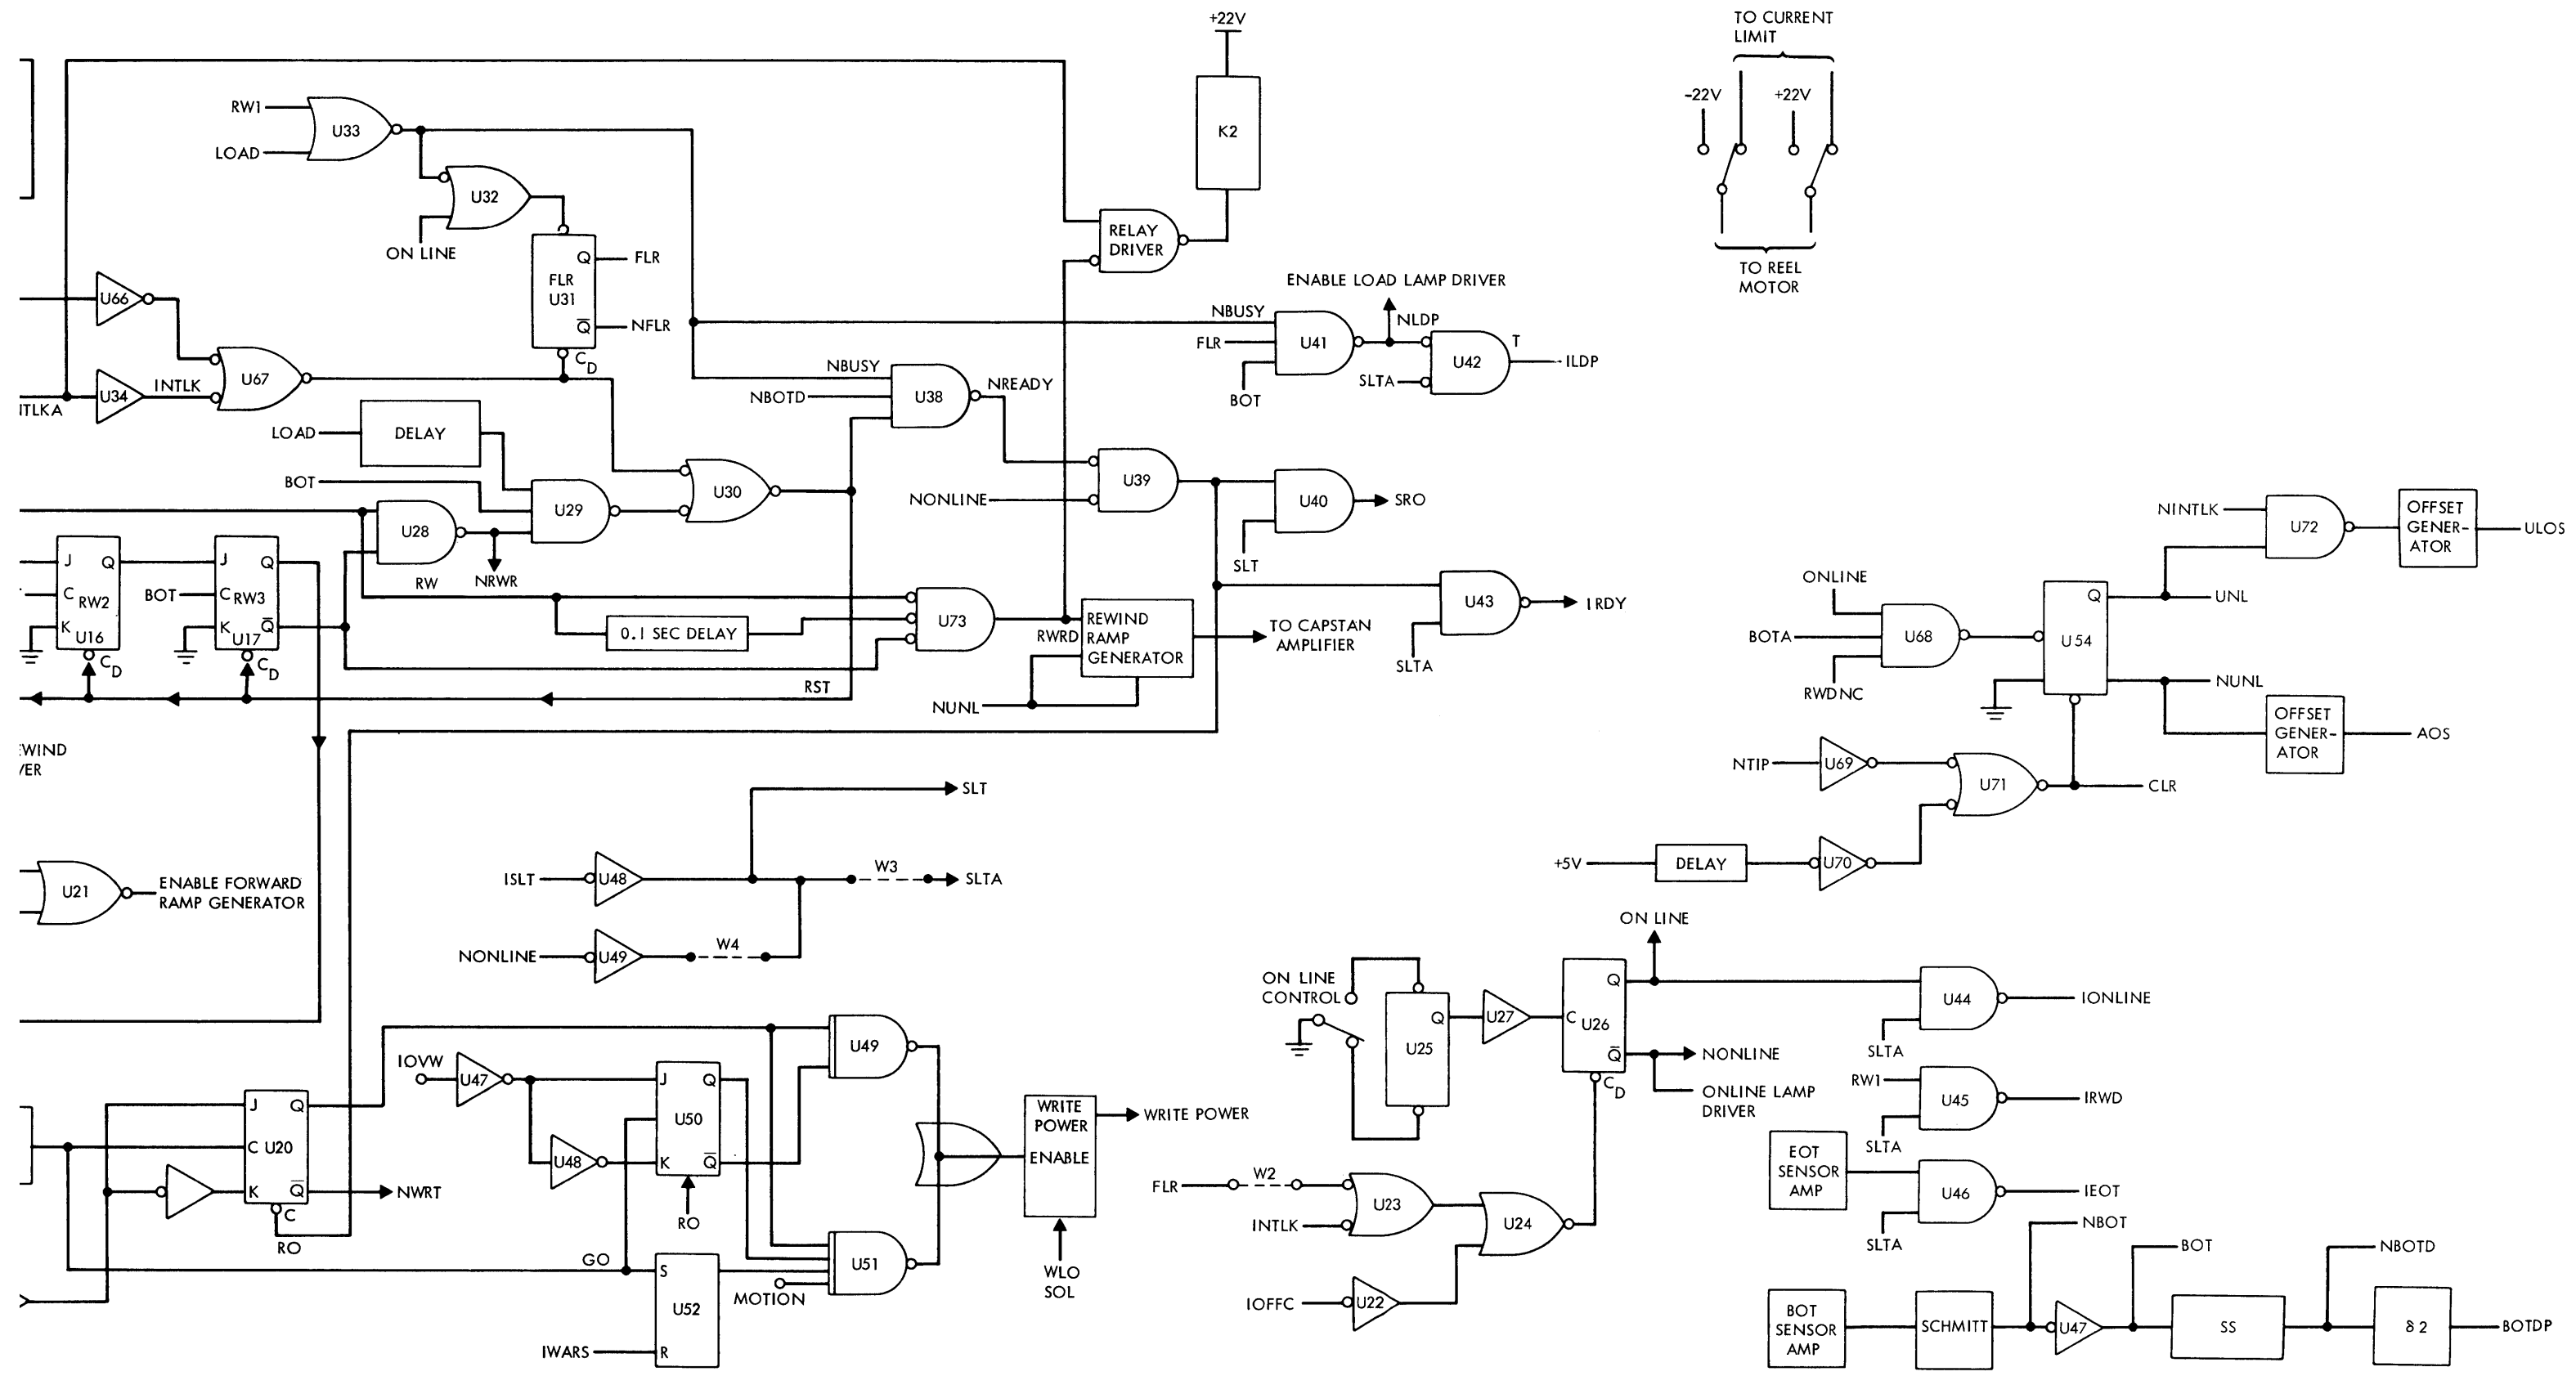 +22V
TO CURRENT
LIMIT
-22V
+22V
RW1
U33
LOAD
K2
U32
ON LINE
RELAY
DRIVER
TO REEL
MOTOR
Q
FLR
FLR
U31
Q
NFLR
C
D
U66
U67
INTLK
U34
ITLKA
ENABLE LOAD LAMP DRIVER
NBUSY
NLDP
FLR
U41
T
U42
ILDP
SLTA
BOT
NBUSY
NREADY
NBOTD
U38
LOAD
DELAY
BOT
U29
U30
U39
NONLINE
U40
SRO
SLT
U28
NRWR
RW
J
Q
C
RW2
K
U16
C
D
J
Q
BOT
C
RW3
K
Q
U17
C
D
U73
0.1 SEC DELAY
RWRD
REWIND
RAMP
GENERATOR
TO CAPSTAN
AMPLIFIER
NUNL
RST
U43
IRDY
SLTA
NINTLK
U72
OFFSET
GENER-
ATOR
ULOS
ONLINE
BOTA
U68
RWDNC
Q
U54
UNL
NUNL
OFFSET
GENER-
ATOR
AOS
NTIP
U69
U71
CLR
+5V
DELAY
U70
EWIND
VER
U21
ENABLE FORWARD
RAMP GENERATOR
SLT
ISLT
U48
W3
SLTA
NONLINE
U49
W4
ON LINE
ON LINE
CONTROL
Q
U25
U27
Q
C
U26
Q
C
D
NONLINE
ONLINE LAMP
DRIVER
U44
IONLINE
SLTA
RW1
U45
IRWD
SLTA
EOT
SENSOR
AMP
U46
IEOT
SLTA
IOVW
U47
U48
J
Q
U50
K
Q
RO
U49
U51
WRITE
POWER
ENABLE
WRITE POWER
WLO
SOL
J
Q
C
U20
K
Q
NWRT
C
RO
GO
S
U52
IWARS
R
MOTION
FLR
W2
U23
INTLK
U24
IOFFC
U22
NBOT
BOT
NBOTD
BOT
SENSOR
AMP
SCHMITT
U47
SS
δ 2
BOTDP